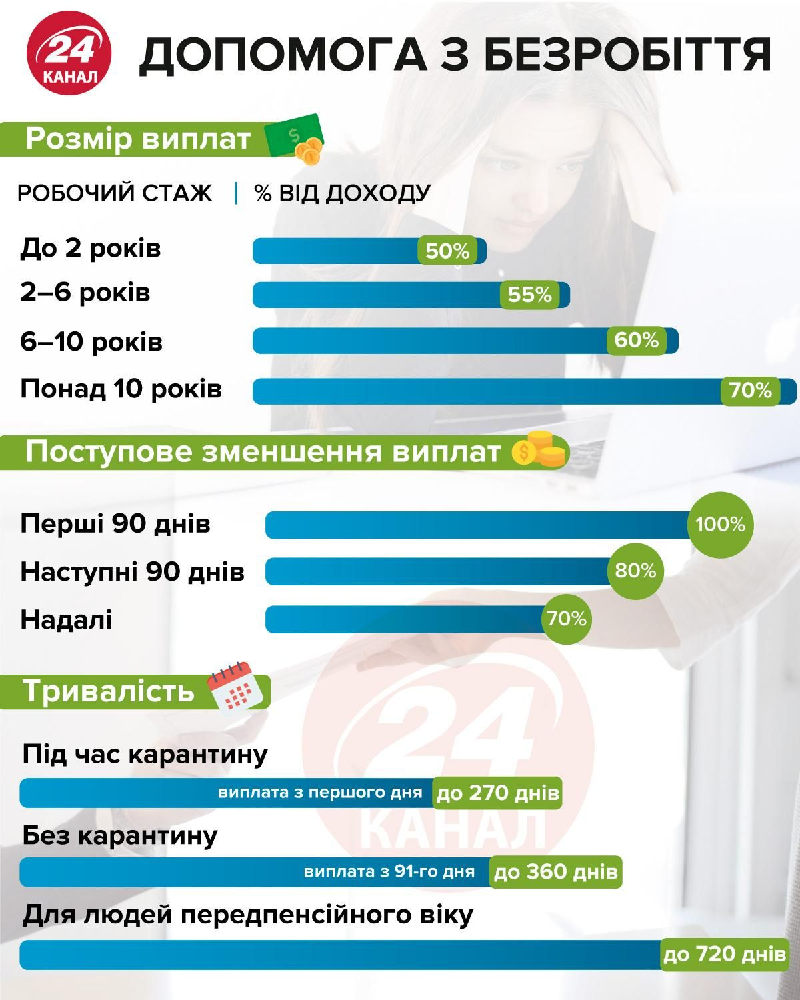 24
КАНАЛ
ДОПОМОГА З БЕЗРОБІТТЯ
Розмір виплат
РОБОЧИЙ СТАЖ | % ВІД ДОХОДУ
До 2 років 50%
2–6 років 55%
6–10 років 60%
Понад 10 років 70%
Поступове зменшення виплат
Перші 90 днів 100%
Наступні 90 днів 80%
Надалі 70%
Тривалість
Під час карантину
виплата з першого дня до 270 днів
Без карантину
виплата з 91-го дня до 360 днів
Для людей передпенсійного віку
до 720 днів
24
КАНАЛ